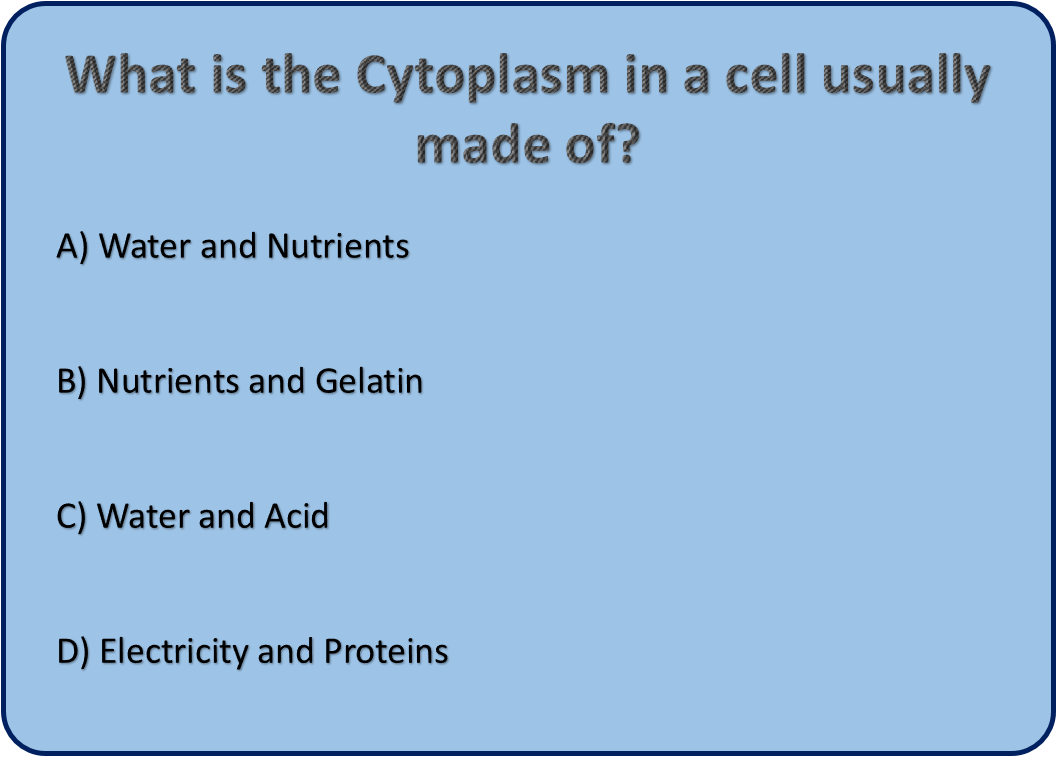 What is the Cytoplasm in a cell usually
made of?
A) Water and Nutrients
B) Nutrients and Gelatin
C) Water and Acid
D) Electricity and Proteins